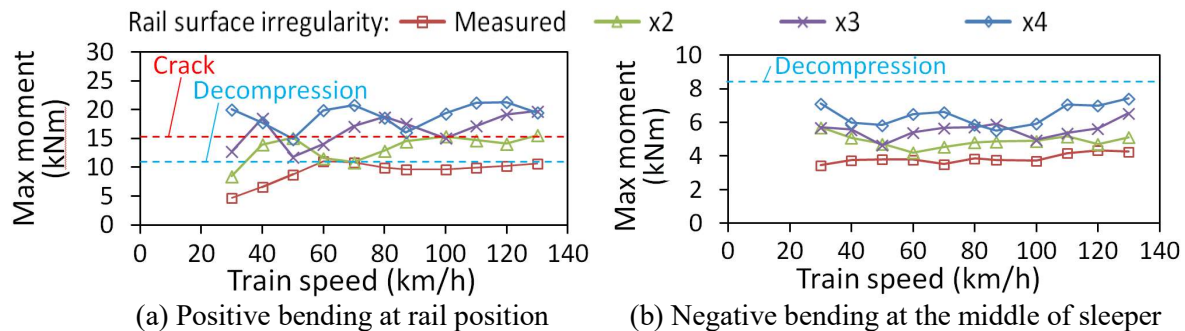 Rail surface irregularity: Measured x2 x3 x4
Max moment (kNm)
30
25
20
15
10
5
0
Crack
Decompression
0 20 40 60 80 100 120 140
Train speed (km/h)
(a) Positive bending at rail position
Max moment (kNm)
10
8
6
4
2
0
Decompression
0 20 40 60 80 100 120 140
Train speed (km/h)
(b) Negative bending at the middle of sleeper